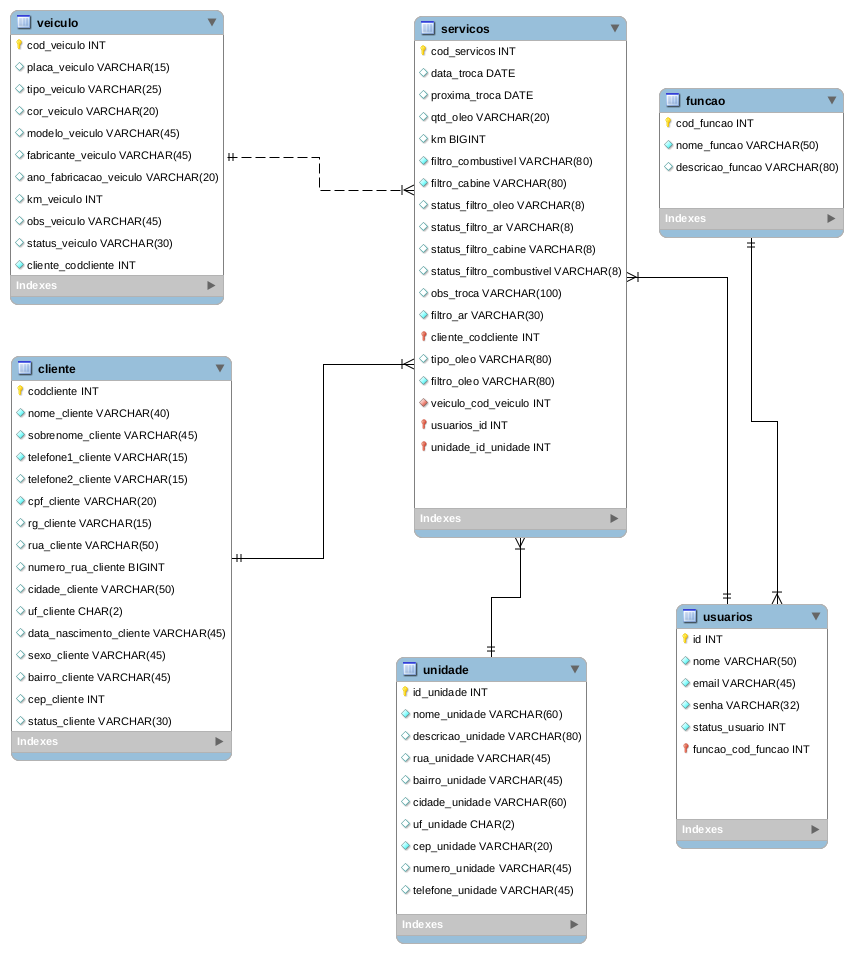 veiculo
cod_veiculo INT
placa_veiculo VARCHAR(15)
tipo_veiculo VARCHAR(25)
cor_veiculo VARCHAR(20)
modelo_veiculo VARCHAR(45)
fabricante_veiculo VARCHAR(45)
ano_fabricacao_veiculo VARCHAR(20)
km_veiculo INT
obs_veiculo VARCHAR(45)
status_veiculo VARCHAR(30)
cliente_codcliente INT
Indexes
servicos
cod_servicos INT
data_troca DATE
proxima_troca DATE
qtd_oleo VARCHAR(20)
km BIGINT
filtro_combustivel VARCHAR(80)
filtro_cabine VARCHAR(80)
status_filtro_oleo VARCHAR(8)
status_filtro_ar VARCHAR(8)
status_filtro_cabine VARCHAR(8)
status_filtro_combustivel VARCHAR(8)
obs_troca VARCHAR(100)
filtro_ar VARCHAR(30)
cliente_codcliente INT
tipo_oleo VARCHAR(80)
filtro_oleo VARCHAR(80)
veiculo_cod_veiculo INT
usuarios_id INT
unidade_id_unidade INT
Indexes
funcao
cod_funcao INT
nome_funcao VARCHAR(50)
descricao_funcao VARCHAR(80)
Indexes
cliente
codcliente INT
nome_cliente VARCHAR(40)
sobrenome_cliente VARCHAR(45)
telefone1_cliente VARCHAR(15)
telefone2_cliente VARCHAR(15)
cpf_cliente VARCHAR(20)
rg_cliente VARCHAR(15)
rua_cliente VARCHAR(50)
numero_rua_cliente BIGINT
cidade_cliente VARCHAR(50)
uf_cliente CHAR(2)
data_nascimento_cliente VARCHAR(45)
sexo_cliente VARCHAR(45)
bairro_cliente VARCHAR(45)
cep_cliente INT
status_cliente VARCHAR(30)
Indexes
unidade
id_unidade INT
nome_unidade VARCHAR(60)
descricao_unidade VARCHAR(80)
rua_unidade VARCHAR(45)
bairro_unidade VARCHAR(45)
cidade_unidade VARCHAR(60)
uf_unidade CHAR(2)
cep_unidade VARCHAR(20)
numero_unidade VARCHAR(45)
telefone_unidade VARCHAR(45)
Indexes
usuarios
id INT
nome VARCHAR(50)
email VARCHAR(45)
senha VARCHAR(32)
status_usuario INT
funcao_cod_funcao INT
Indexes